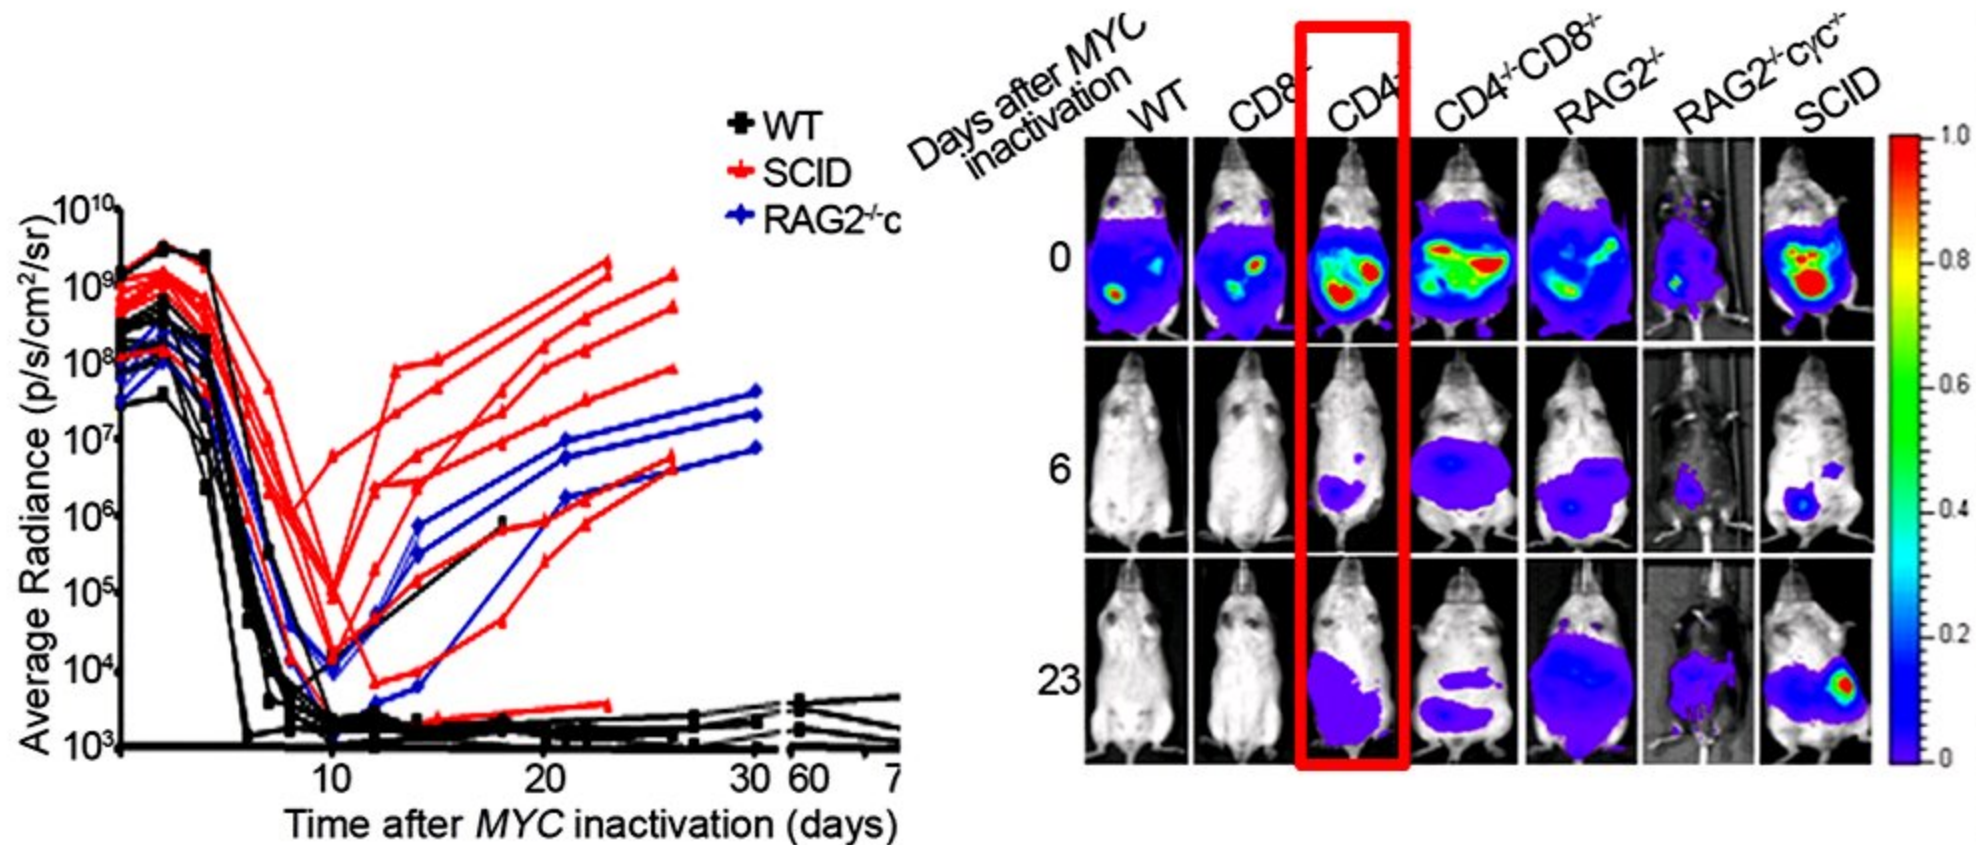 WT
SCID
RAG2-/-c
Average Radiance (p/s/cm2/sr)
10^10
10^9
10^8
10^7
10^6
10^5
10^4
10^3
10 20 30 60 7
Time after MYC inactivation (days)
Days after MYC
inactivation
WT CD8-/- CD4-/- CD4-/-CD8-/- RAG2-/- RAG2-/-cγc-/- SCID
0
6
23
1.0
0.8
0.6
0.4
0.2
0